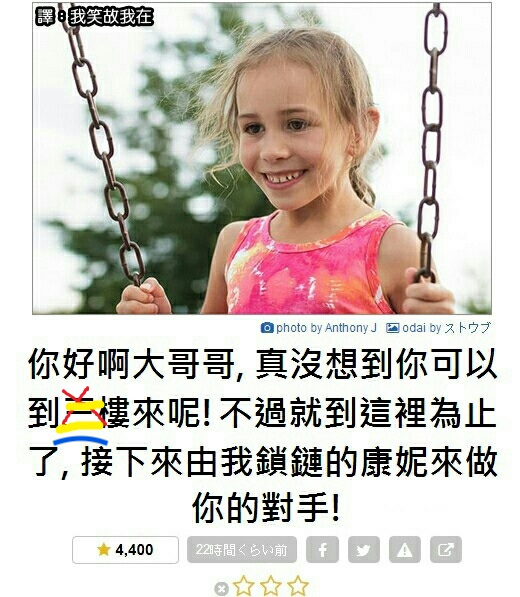 譯：我笑故我在
photo by Anthony J odai by ストウブ
你好啊大哥哥, 真沒想到你可以
到樓來呢! 不過就到這裡為止
了, 接下來由我鎖鏈的康妮來做
你的對手!
4,400 22時間くらい前